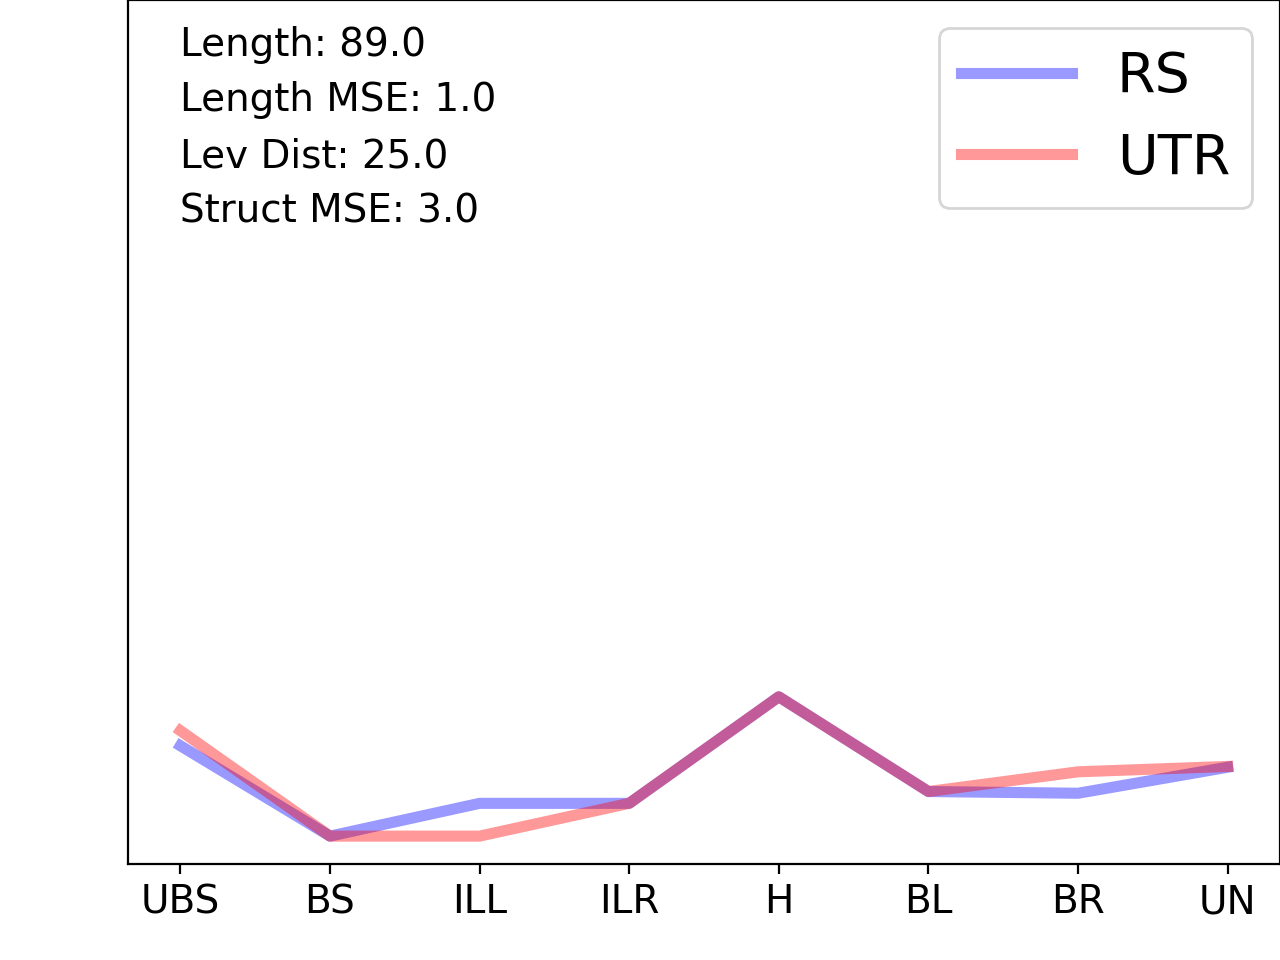 Length: 89.0
Length MSE: 1.0
Lev Dist: 25.0
Struct MSE: 3.0
RS
UTR
UBS BS ILL ILR H BL BR UN